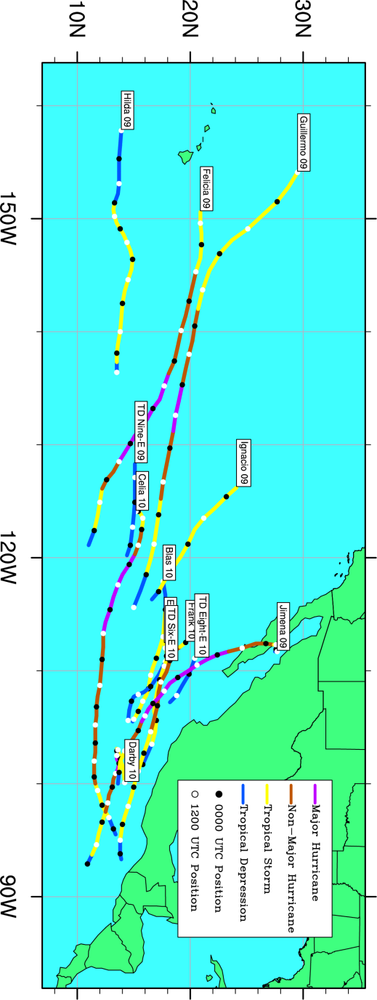 30N
20N
10N
Guillermo 09
Felicia 09
Hilda 09
150W
Ignacio 09
TD Nine-E 09
Celia 10
120W
Blas 10
Jimena 09
TD Eight-E 10
Frank 10
TD Six-E 10
Darby 10
Major Hurricane
Non-Major Hurricane
Tropical Storm
Tropical Depression
0000 UTC Position
1200 UTC Position
90W